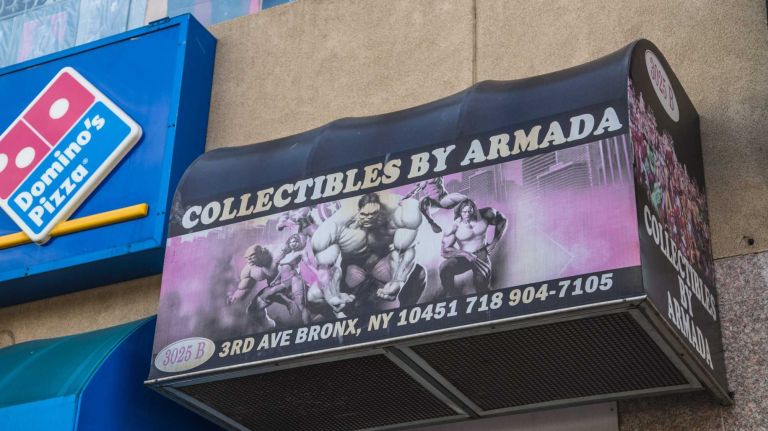 Domino's
Pizza
COLLECTIBLES BY ARMADA
3025 B
3RD AVE BRONX, NY 10451 718 904-7105
3025 B
COLLECTIBLES
BY
ARMADA